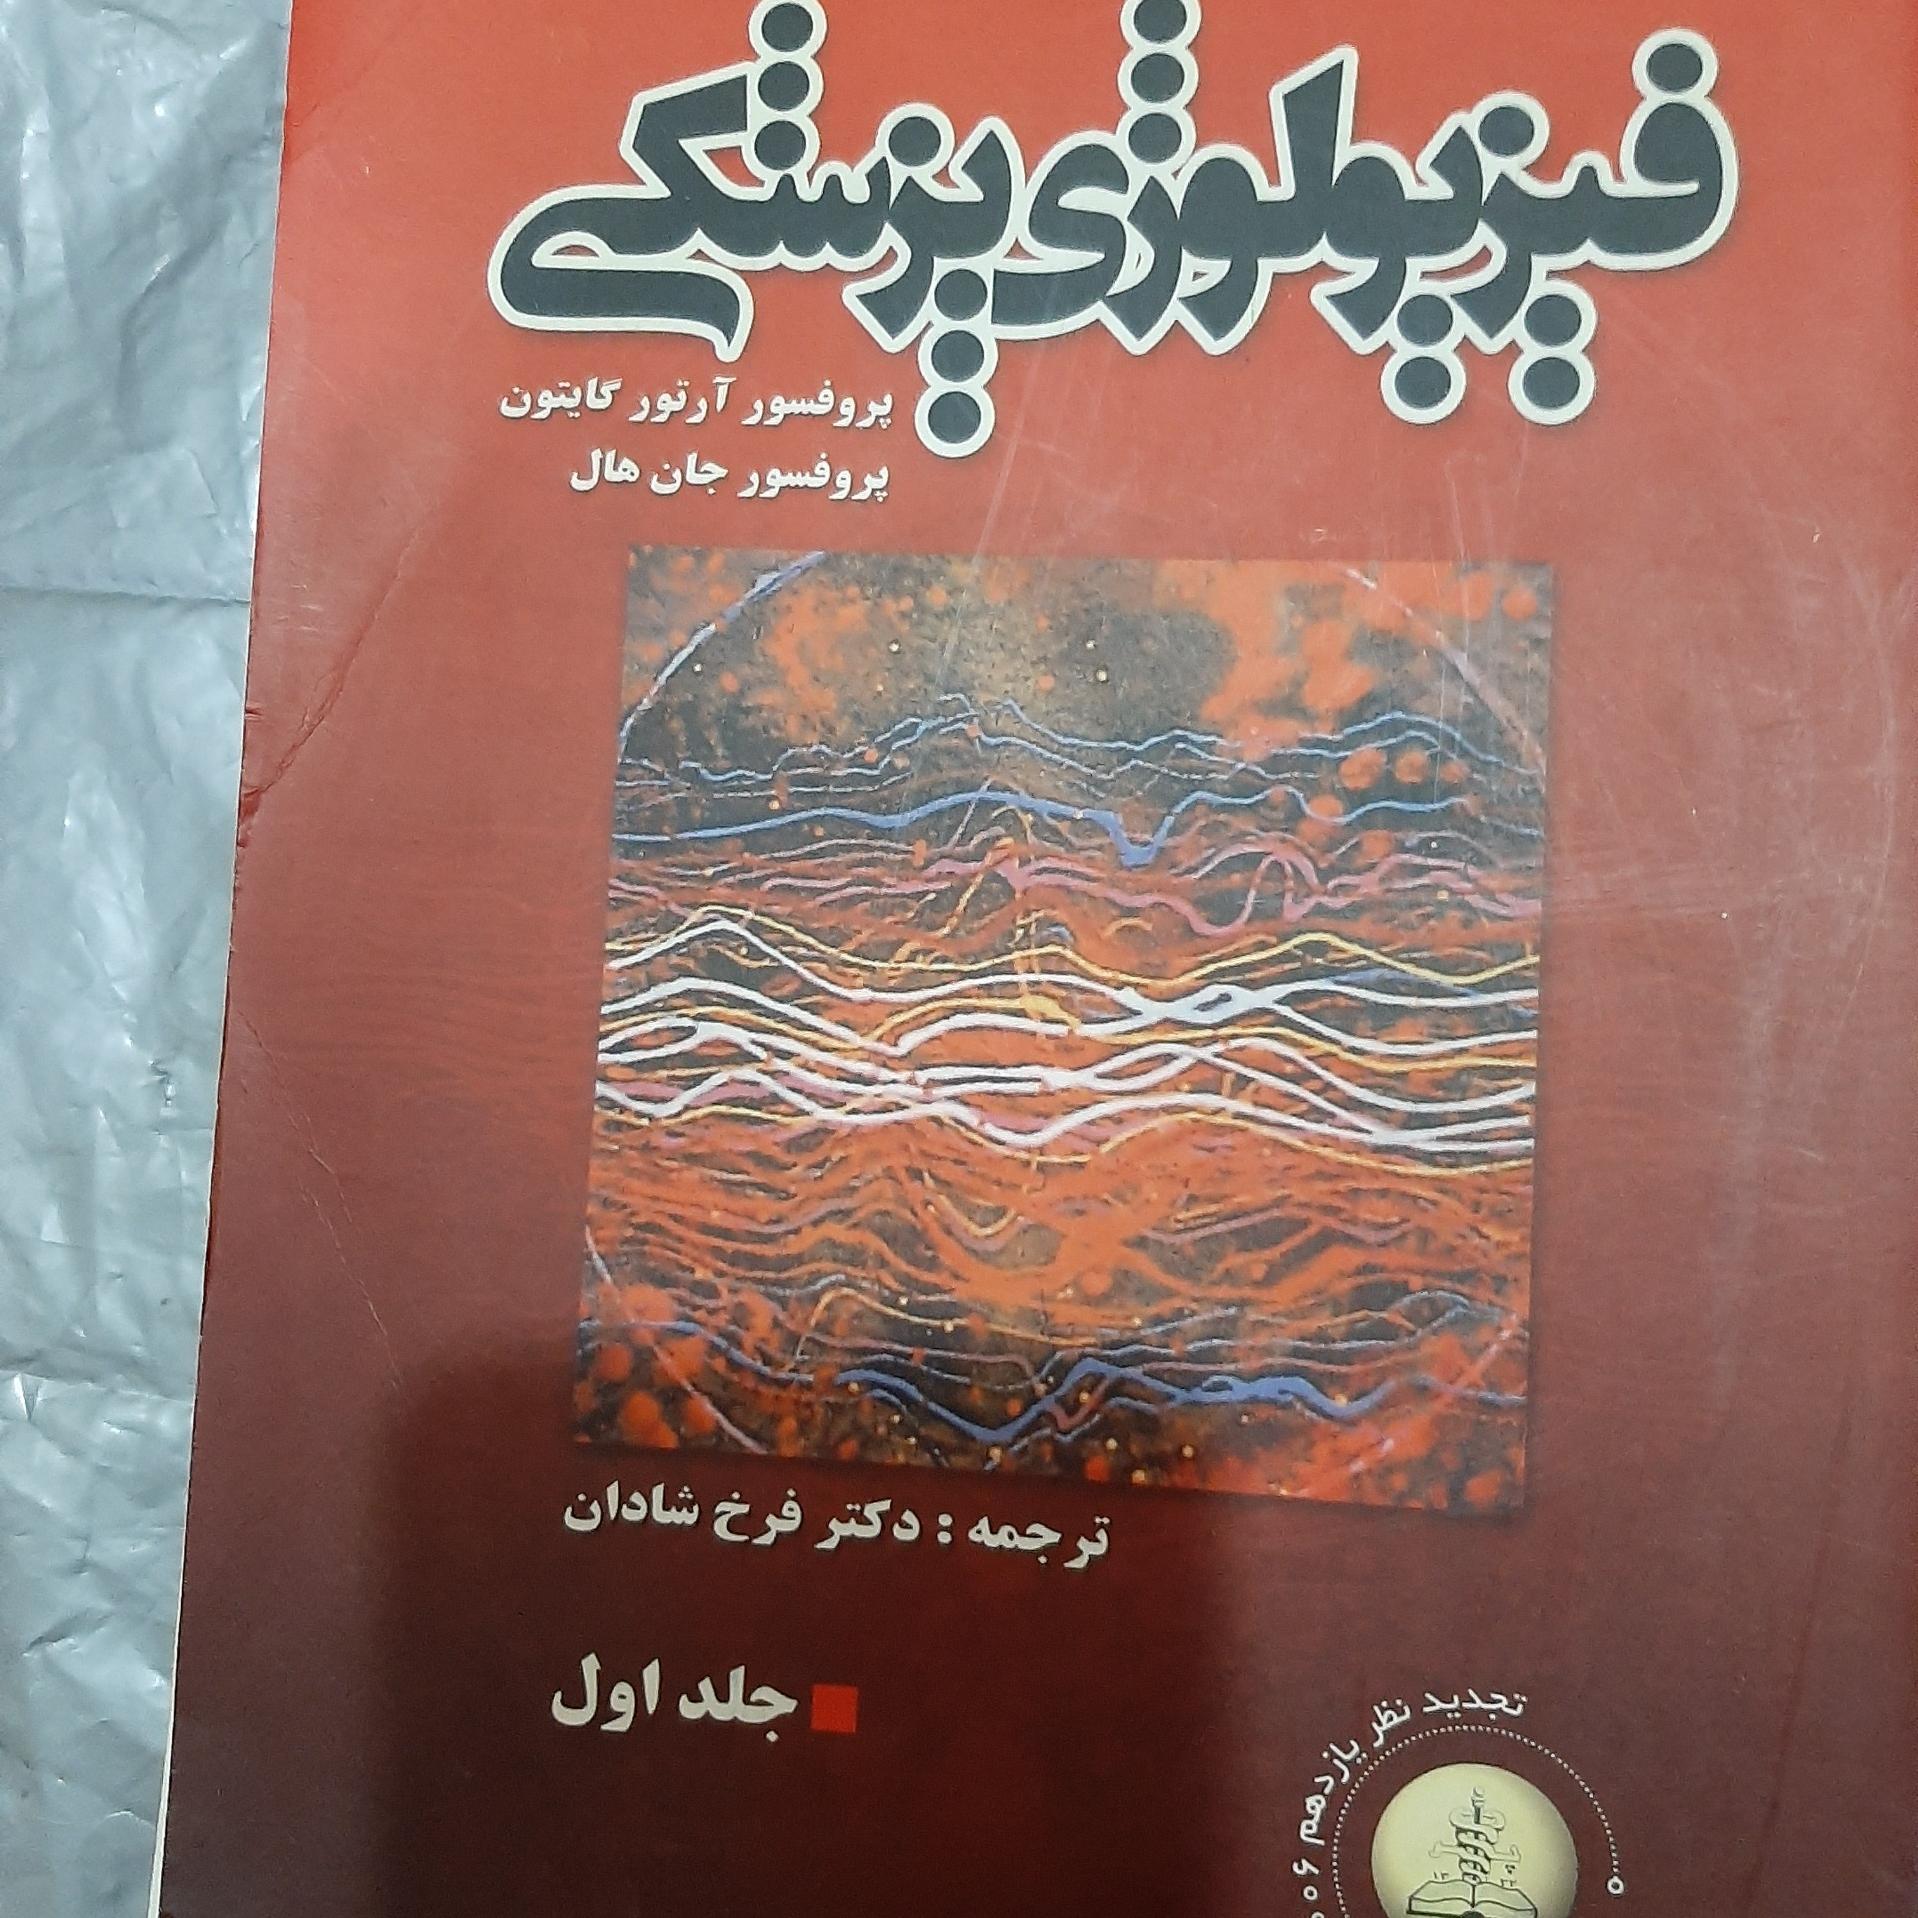 فیزیولوژی پزشکی
پروفسور آرتور گایتون
پروفسور جان هال
ترجمه : دکتر فرخ شادان
جلد اول
تجدید نظر یازدهم